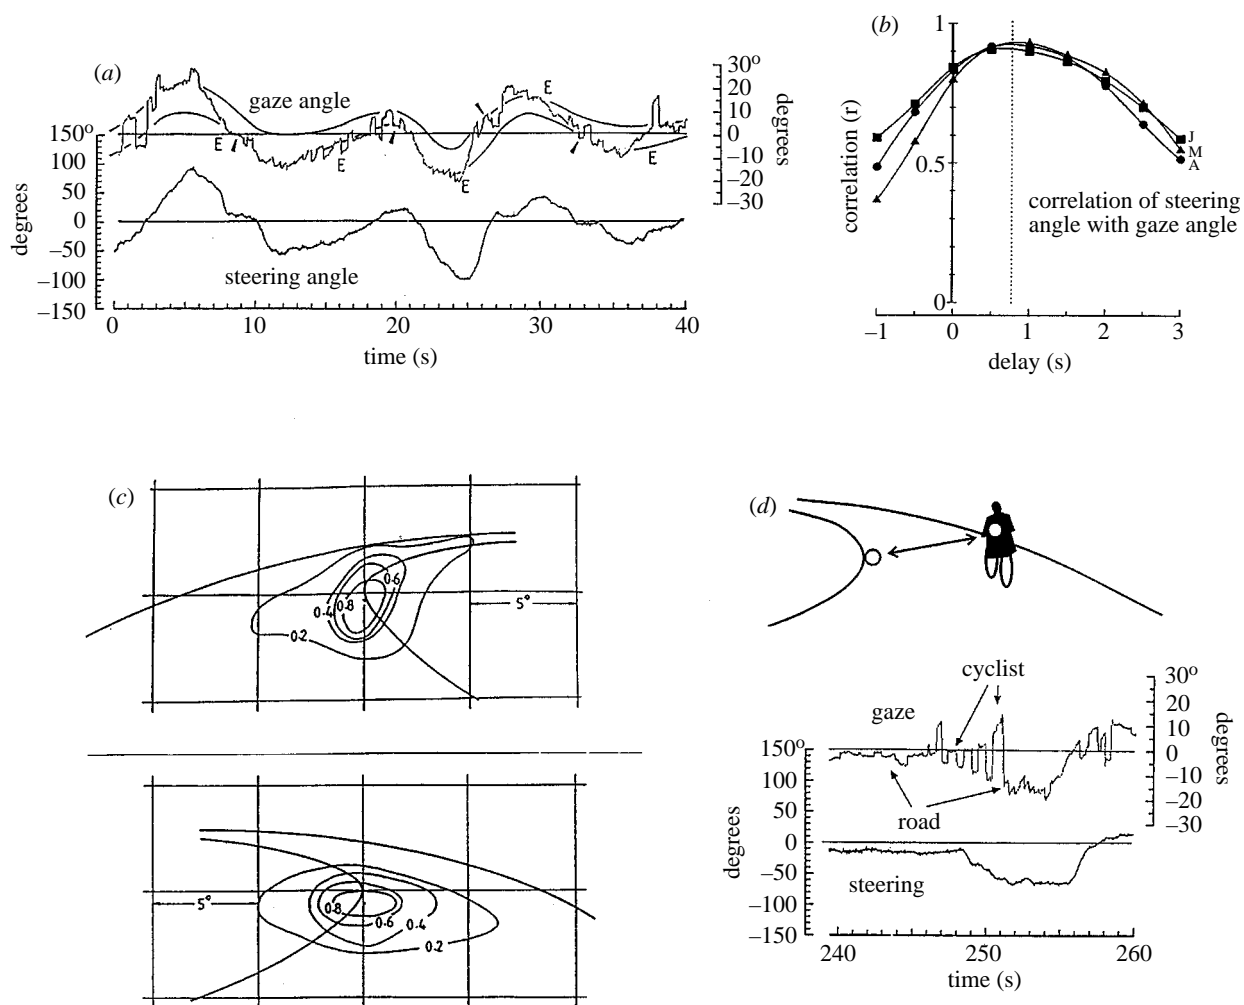 (a)
gaze angle
E
E
E
E
E
30°
20
10
0
–10
–20
–30
degrees
150°
100
50
0
–50
–100
–150
degrees
steering angle
0
10
20
30
40
time (s)
(b)
1
0.5
0
correlation (r)
J
M
A
correlation of steering
angle with gaze angle
–1
0
1
2
3
delay (s)
(c)
0.6
0.4
0.8
0.2
5°
5°
0.8
0.6
0.4
0.2
(d)
cyclist
gaze
road
30°
20
10
0
–10
–20
–30
degrees
150°
100
50
0
–50
–100
–150
degrees
steering
240
250
260
time (s)